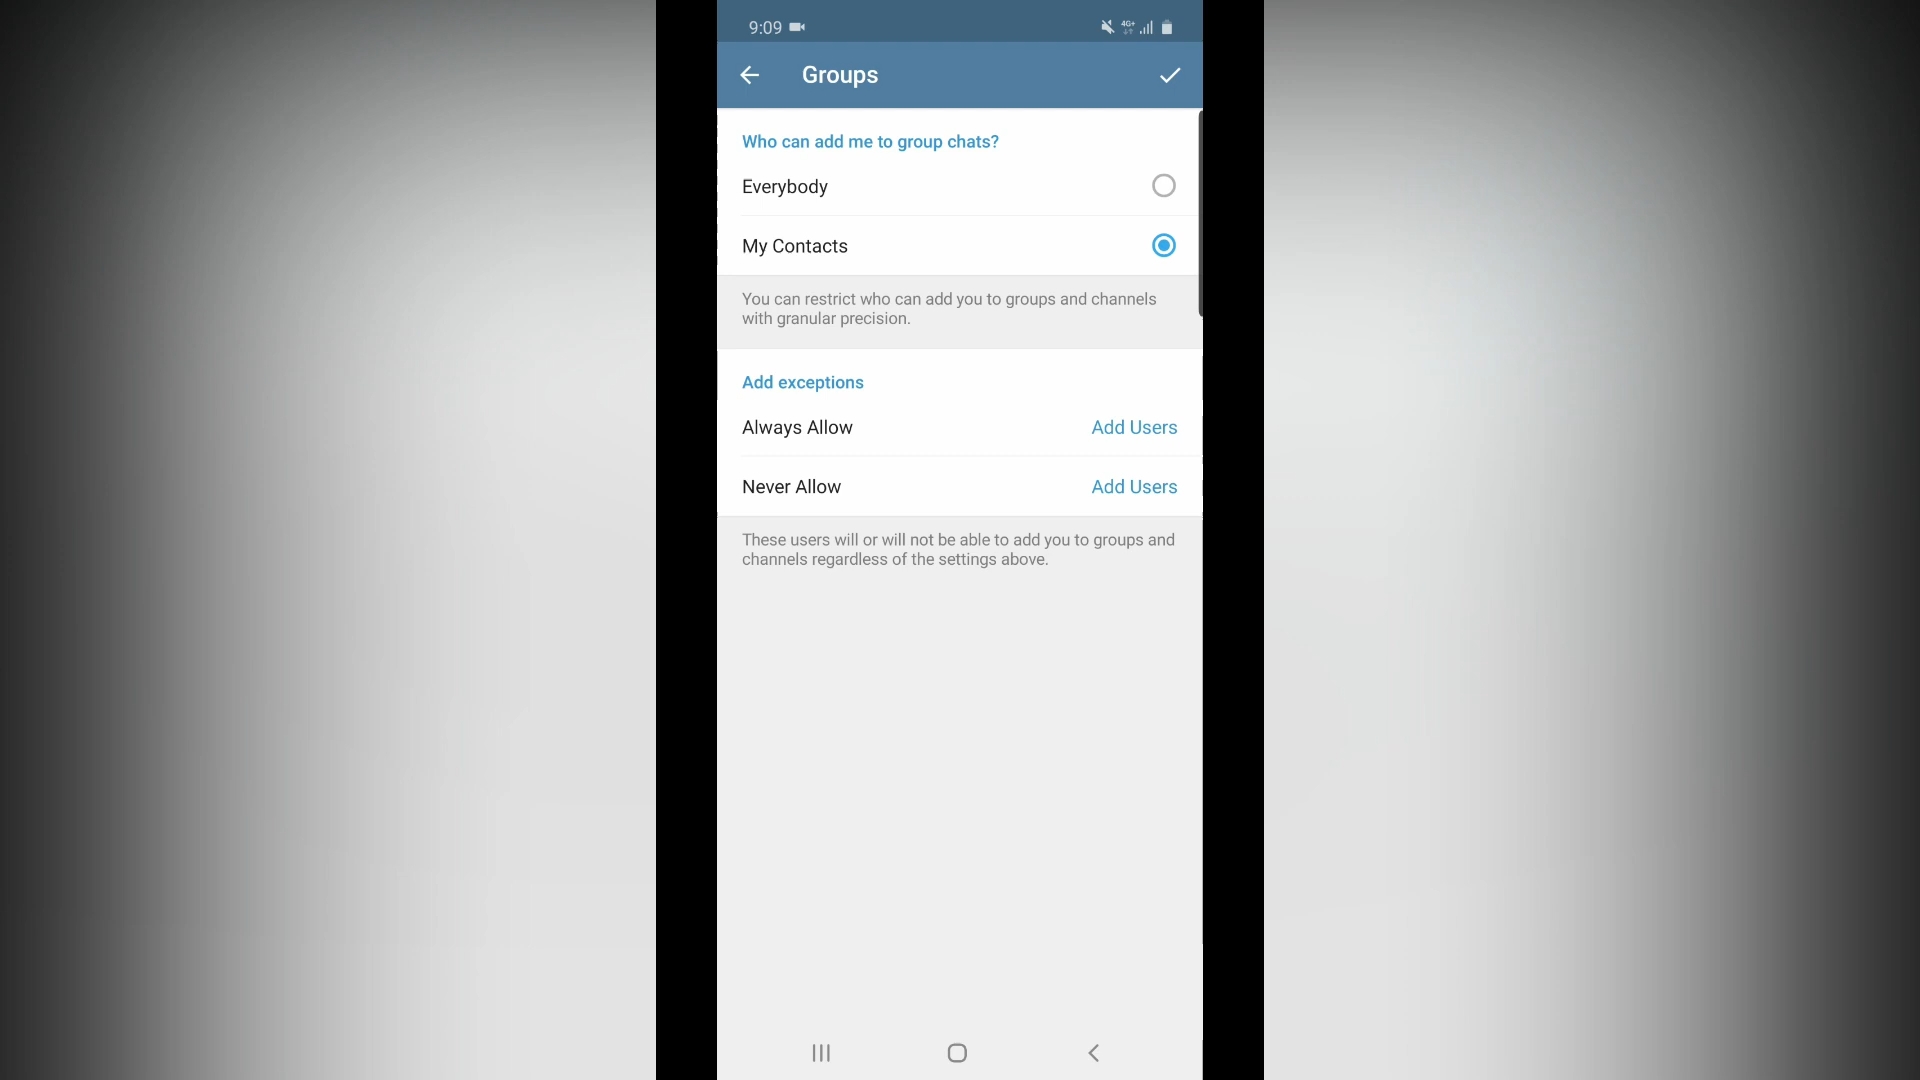 9:09
4G+
Groups
Who can add me to group chats?
Everybody
My Contacts
You can restrict who can add you to groups and channels
with granular precision.
Add exceptions
Always Allow Add Users
Never Allow Add Users
These users will or will not be able to add you to groups and
channels regardless of the settings above.